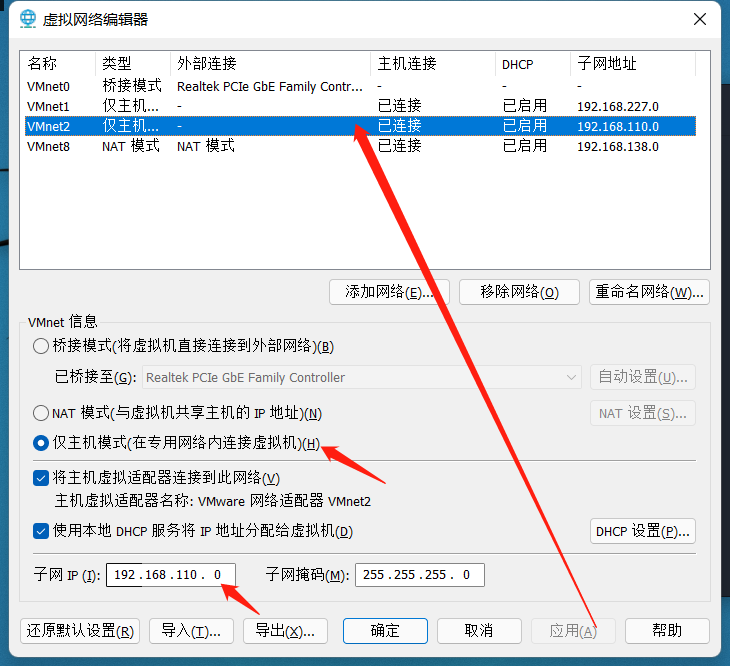 虚拟网络编辑器
名称 类型 外部连接 主机连接 DHCP 子网地址
VMnet0 桥接模式 Realtek PCIe GbE Family Contr... - - -
VMnet1 仅主机... - 已连接 已启用 192.168.227.0
VMnet2 仅主机... - 已连接 已启用 192.168.110.0
VMnet8 NAT 模式 NAT 模式 已连接 已启用 192.168.138.0
添加网络(E)... 移除网络(O) 重命名网络(W)...
VMnet 信息
桥接模式(将虚拟机直接连接到外部网络)(B)
已桥接至(G): Realtek PCIe GbE Family Controller 自动设置(U)...
NAT 模式(与虚拟机共享主机的 IP 地址)(N) NAT 设置(S)...
仅主机模式(在专用网络内连接虚拟机)(H)
将主机虚拟适配器连接到此网络(V)
主机虚拟适配器名称: VMware 网络适配器 VMnet2
使用本地 DHCP 服务将 IP 地址分配给虚拟机(D) DHCP 设置(P)...
子网 IP (I): 192.168.110. 0 子网掩码(M): 255.255.255. 0
还原默认设置(R) 导入(T)... 导出(X)... 确定 取消 应用(A) 帮助